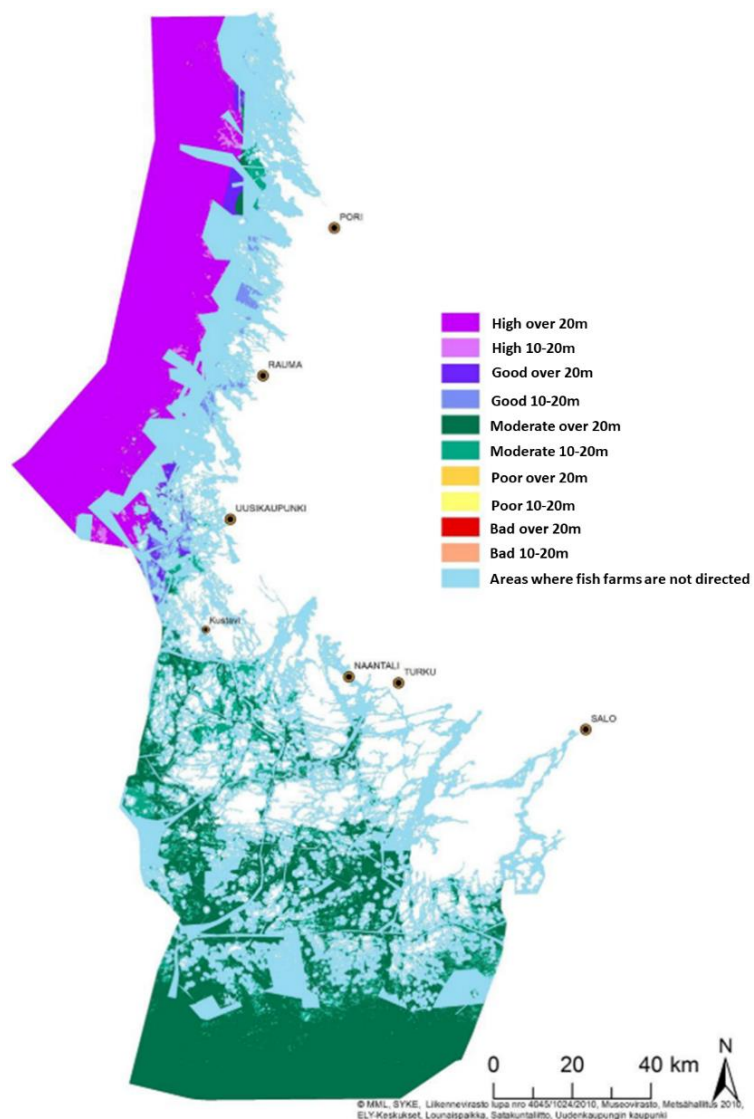 PORI
High over 20m
High 10-20m
RAUMA
Good over 20m
Good 10-20m
Moderate over 20m
Moderate 10-20m
Poor over 20m
Poor 10-20m
UUSIKAUPUNKI
Bad over 20m
Bad 10-20m
Areas where fish farms are not directed
Kustavi
NAANTALI
TURKU
SALO
N
0 20 40 km
© MML, SYKE, Liikennevirasto lupa nro 4045/1024/2010, Museovirasto, Metsähallitus 2010,
ELY-Keskukset, Lounaispaikka, Satakuntaliitto, Uudenkaupungin kaupunki